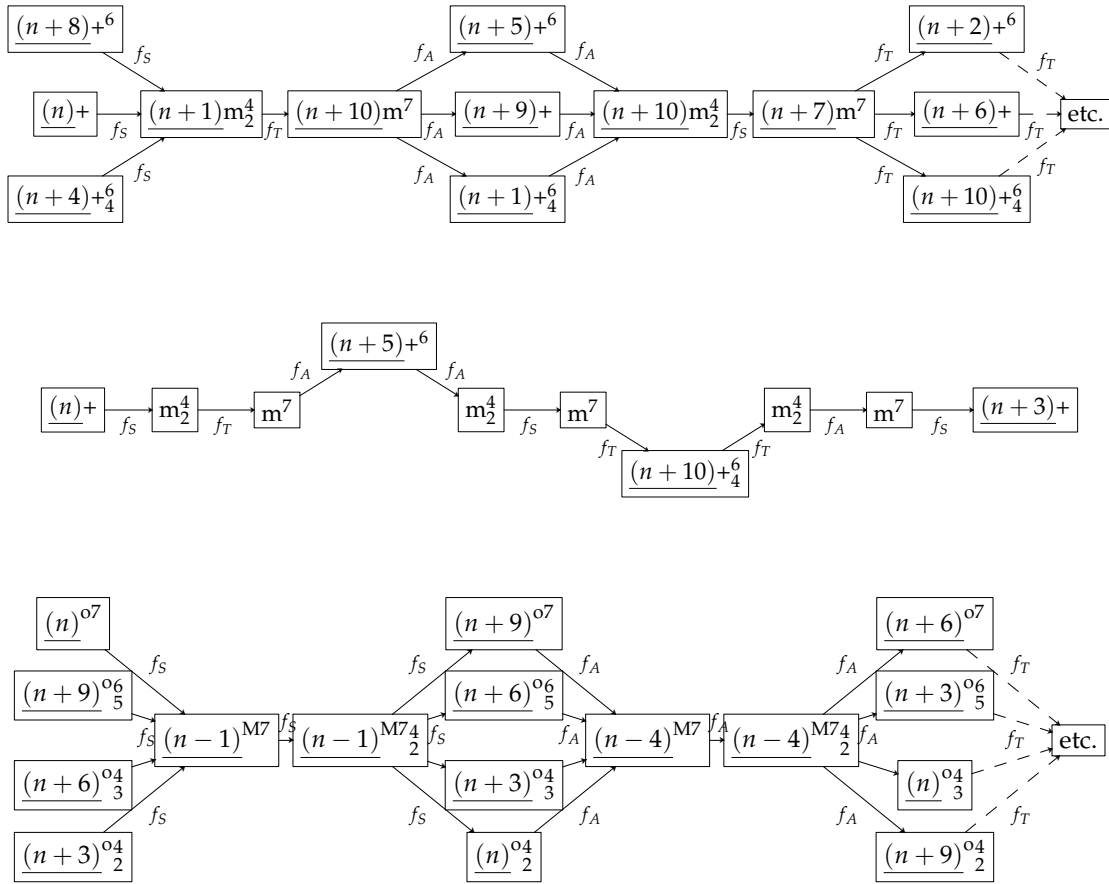 (n + 8)+⁶ (n + 5)+⁶ (n + 2)+⁶
f_S f_A f_A f_T f_T
(n)+ (n + 1)m⁴₂ (n + 10)m⁷ (n + 9)+ (n + 10)m⁴₂ (n + 7)m⁷ (n + 6)+ etc.
f_S f_T f_A f_A f_S f_T f_T
f_S f_A f_A f_T f_T
(n + 4)+⁶₄ (n + 1)+⁶₄ (n + 10)+⁶₄
(n + 5)+⁶
f_A f_A
(n)+ m⁴₂ m⁷ m⁴₂ m⁷ m⁴₂ m⁷ (n + 3)+
f_S f_T f_S f_A f_S
f_T f_T
(n + 10)+⁶₄
(n)ᵒ⁷ (n + 9)ᵒ⁷ (n + 6)ᵒ⁷
f_S f_S f_A f_A f_T
(n + 9)ᵒ⁶₅ (n + 6)ᵒ⁶₅ (n + 3)ᵒ⁶₅
f_S f_S f_S f_A f_A f_A f_T
(n − 1)ᴹ⁷ (n − 1)ᴹ⁷⁴₂ (n − 4)ᴹ⁷ (n − 4)ᴹ⁷⁴₂ etc.
(n + 6)ᵒ⁴₃ (n + 3)ᵒ⁴₃ (n)ᵒ⁴₃
f_S f_S f_A f_A f_T
(n + 3)ᵒ⁴₂ (n)ᵒ⁴₂ (n + 9)ᵒ⁴₂